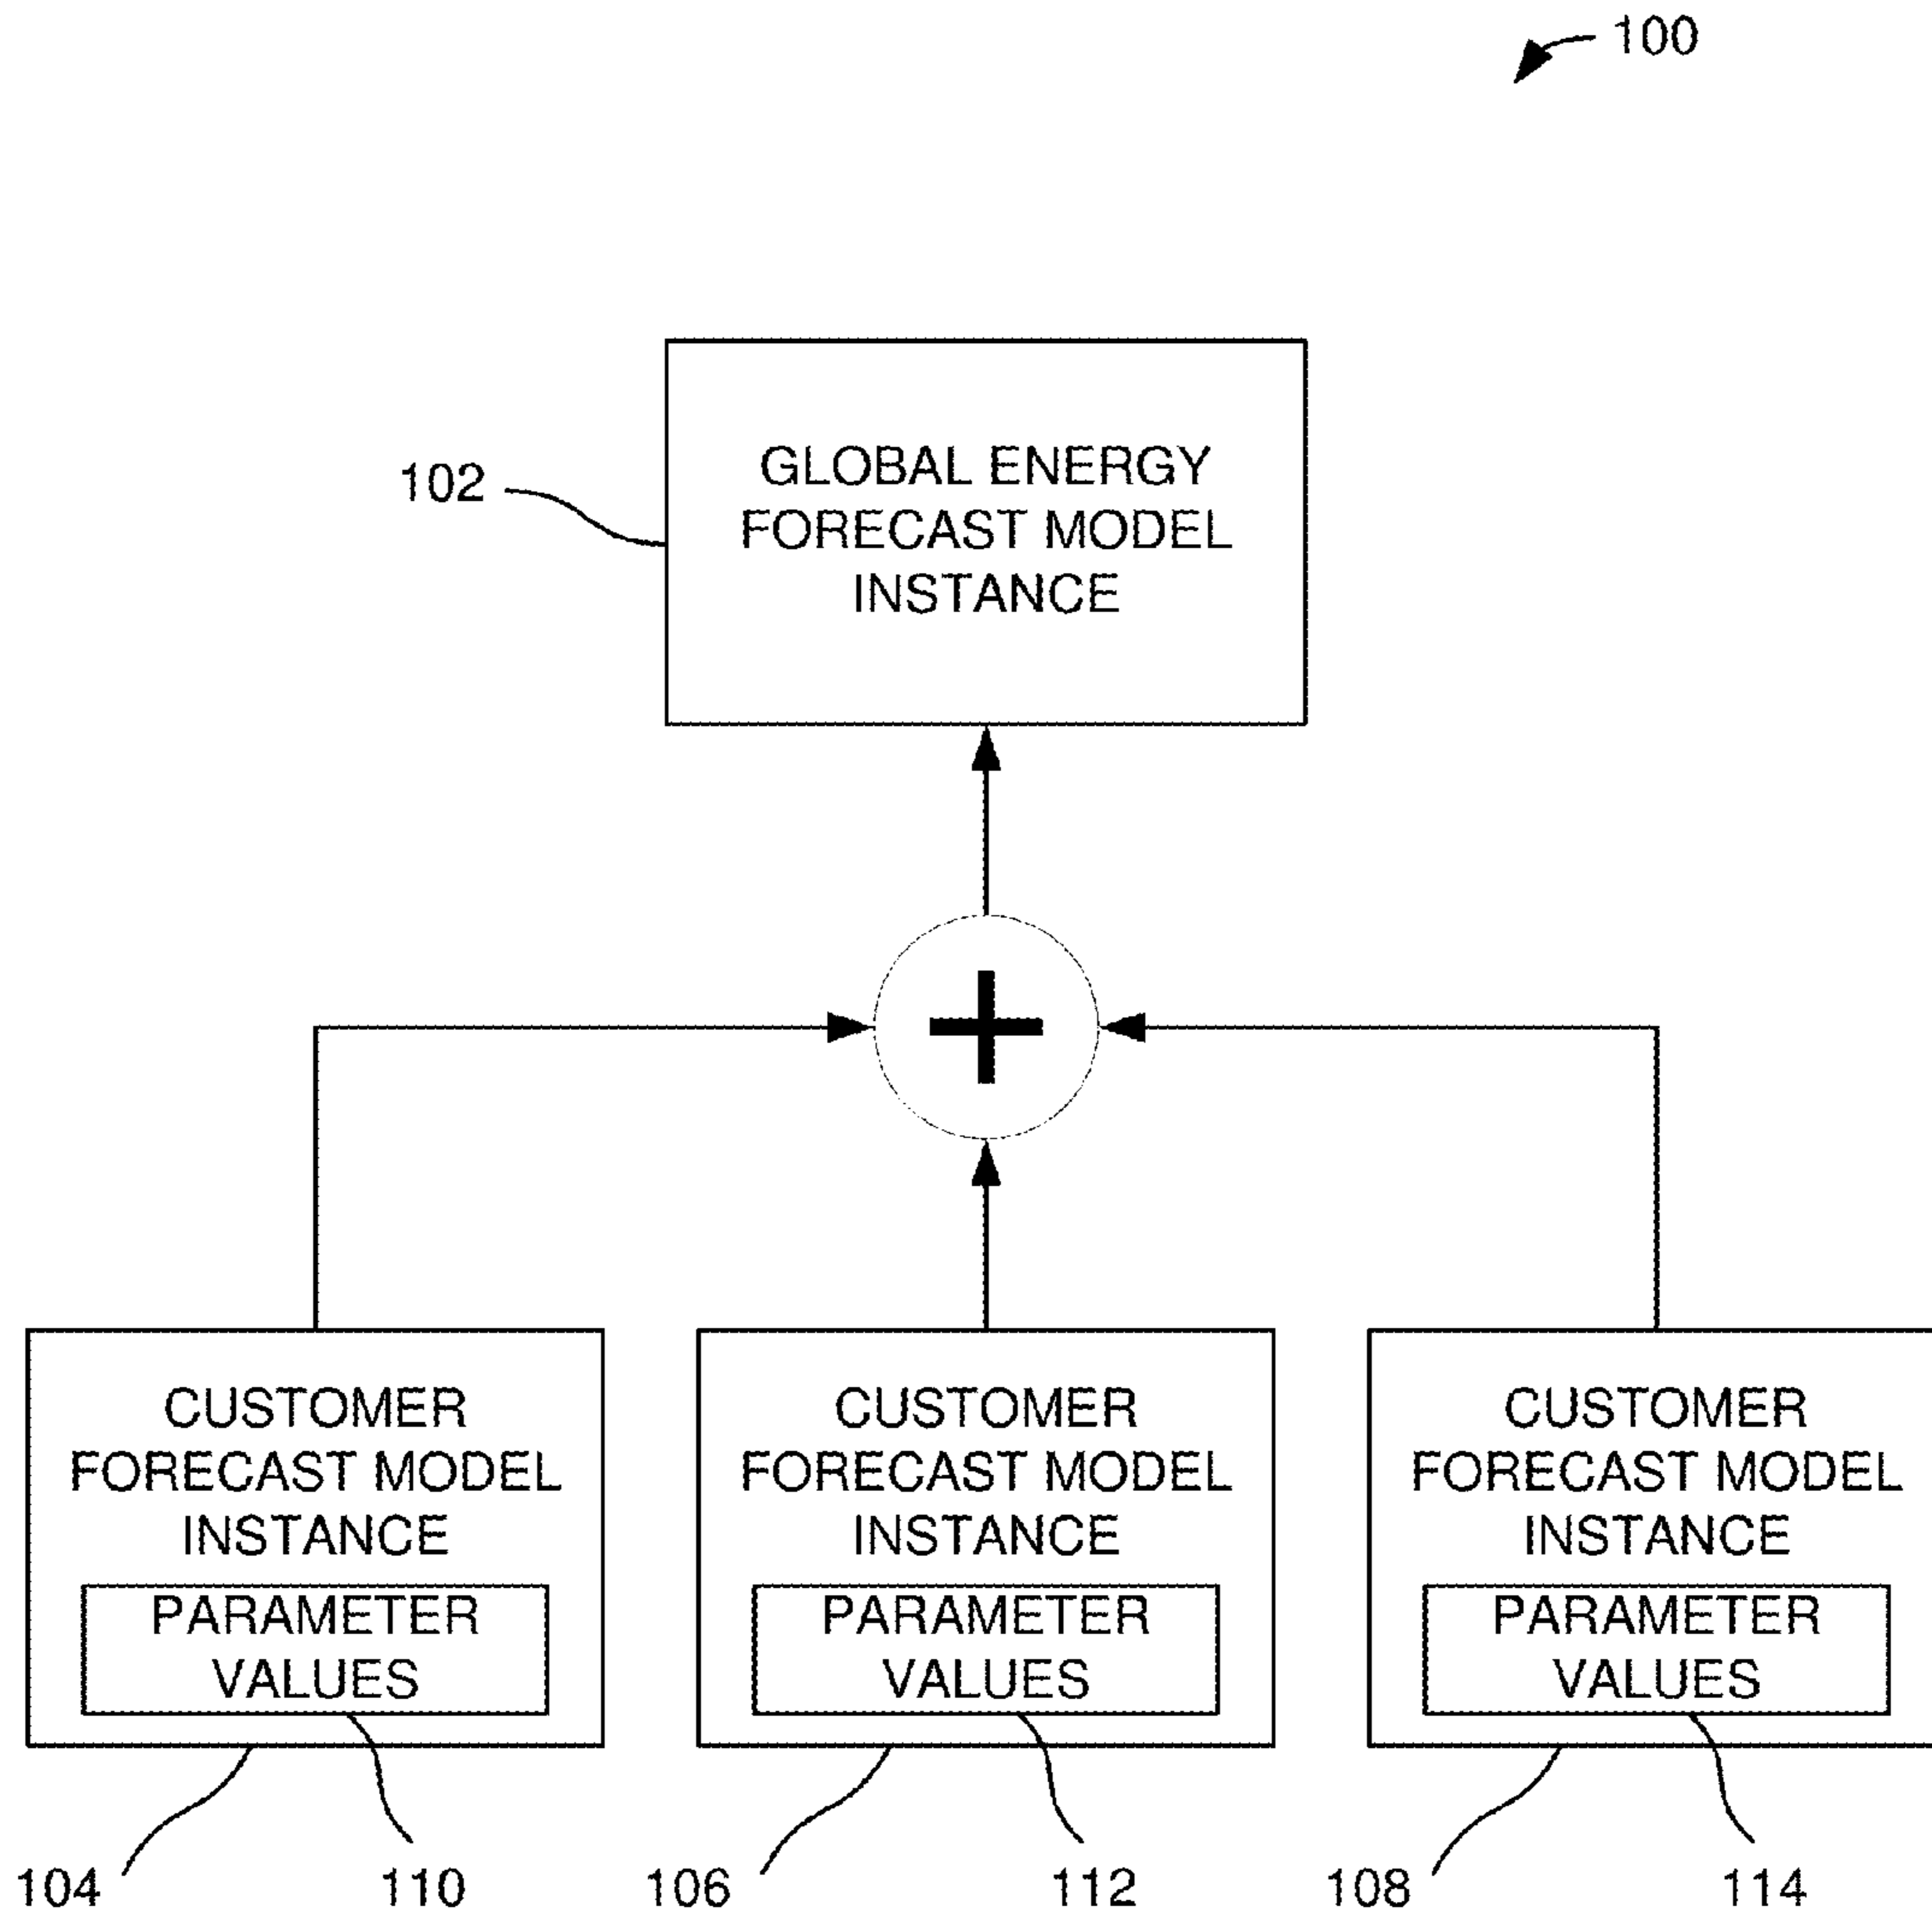 100
102
GLOBAL ENERGY
FORECAST MODEL
INSTANCE
+
CUSTOMER
FORECAST MODEL
INSTANCE
PARAMETER
VALUES
CUSTOMER
FORECAST MODEL
INSTANCE
PARAMETER
VALUES
CUSTOMER
FORECAST MODEL
INSTANCE
PARAMETER
VALUES
104
110
106
112
108
114